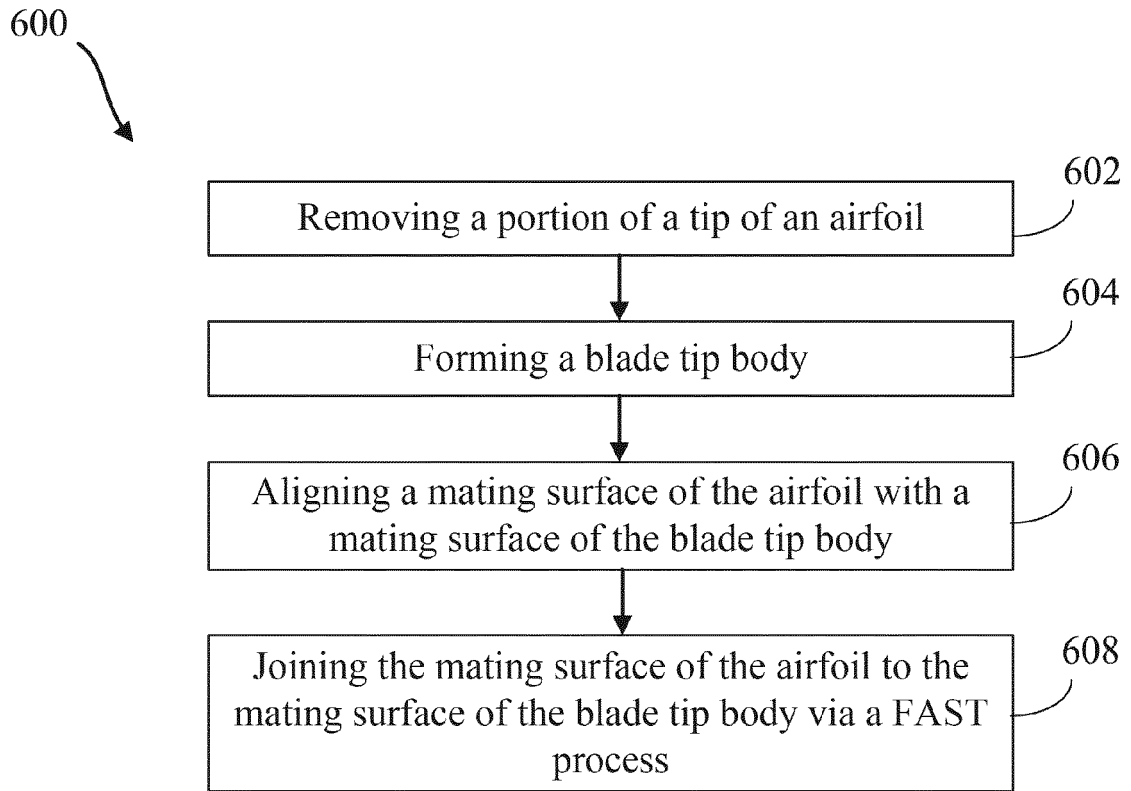 600
602
Removing a portion of a tip of an airfoil
604
Forming a blade tip body
606
Aligning a mating surface of the airfoil with a
mating surface of the blade tip body
608
Joining the mating surface of the airfoil to the
mating surface of the blade tip body via a FAST
process